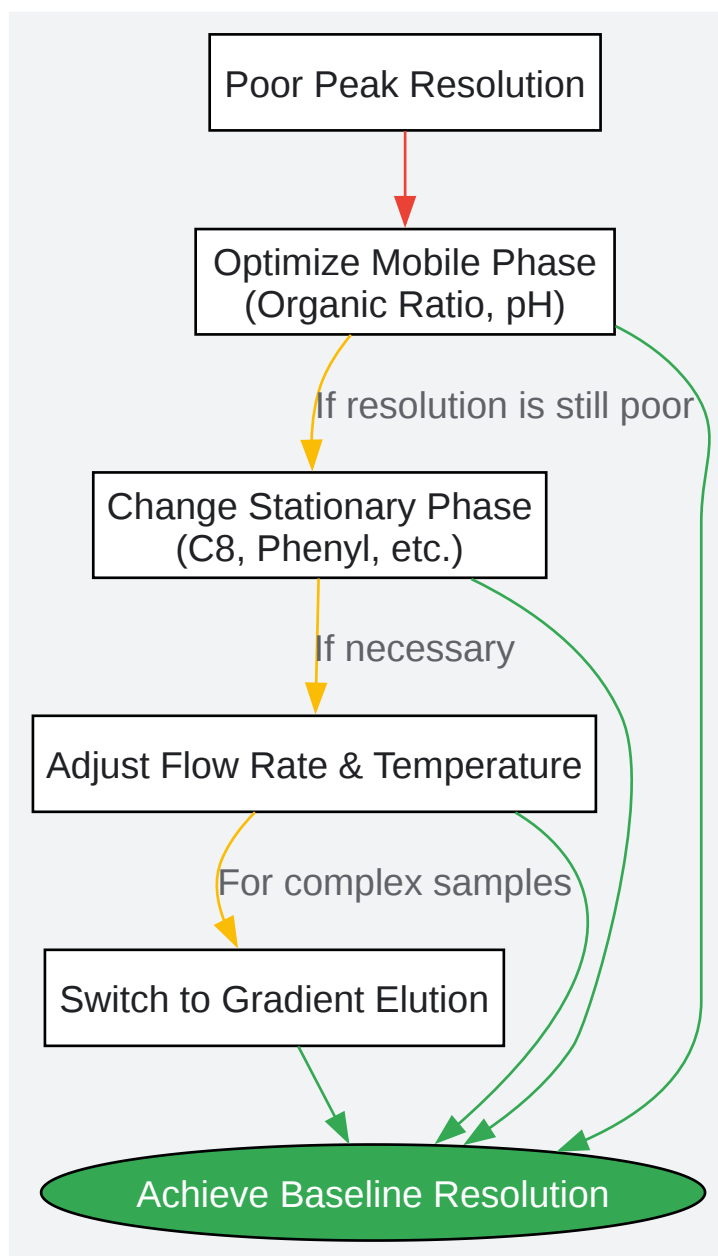 Poor Peak Resolution
Optimize Mobile Phase
(Organic Ratio, pH)
If resolution is still poor
Change Stationary Phase
(C8, Phenyl, etc.)
If necessary
Adjust Flow Rate & Temperature
For complex samples
Switch to Gradient Elution
Achieve Baseline Resolution